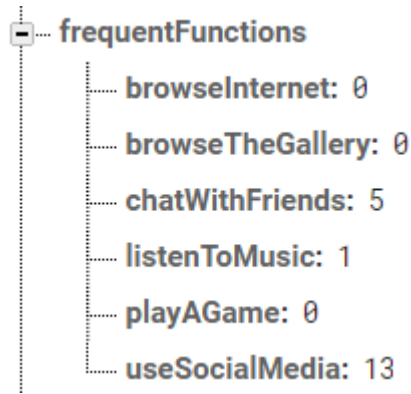 frequentFunctions
browseInternet: 0
browseTheGallery: 0
chatWithFriends: 5
listenToMusic: 1
playAGame: 0
useSocialMedia: 13